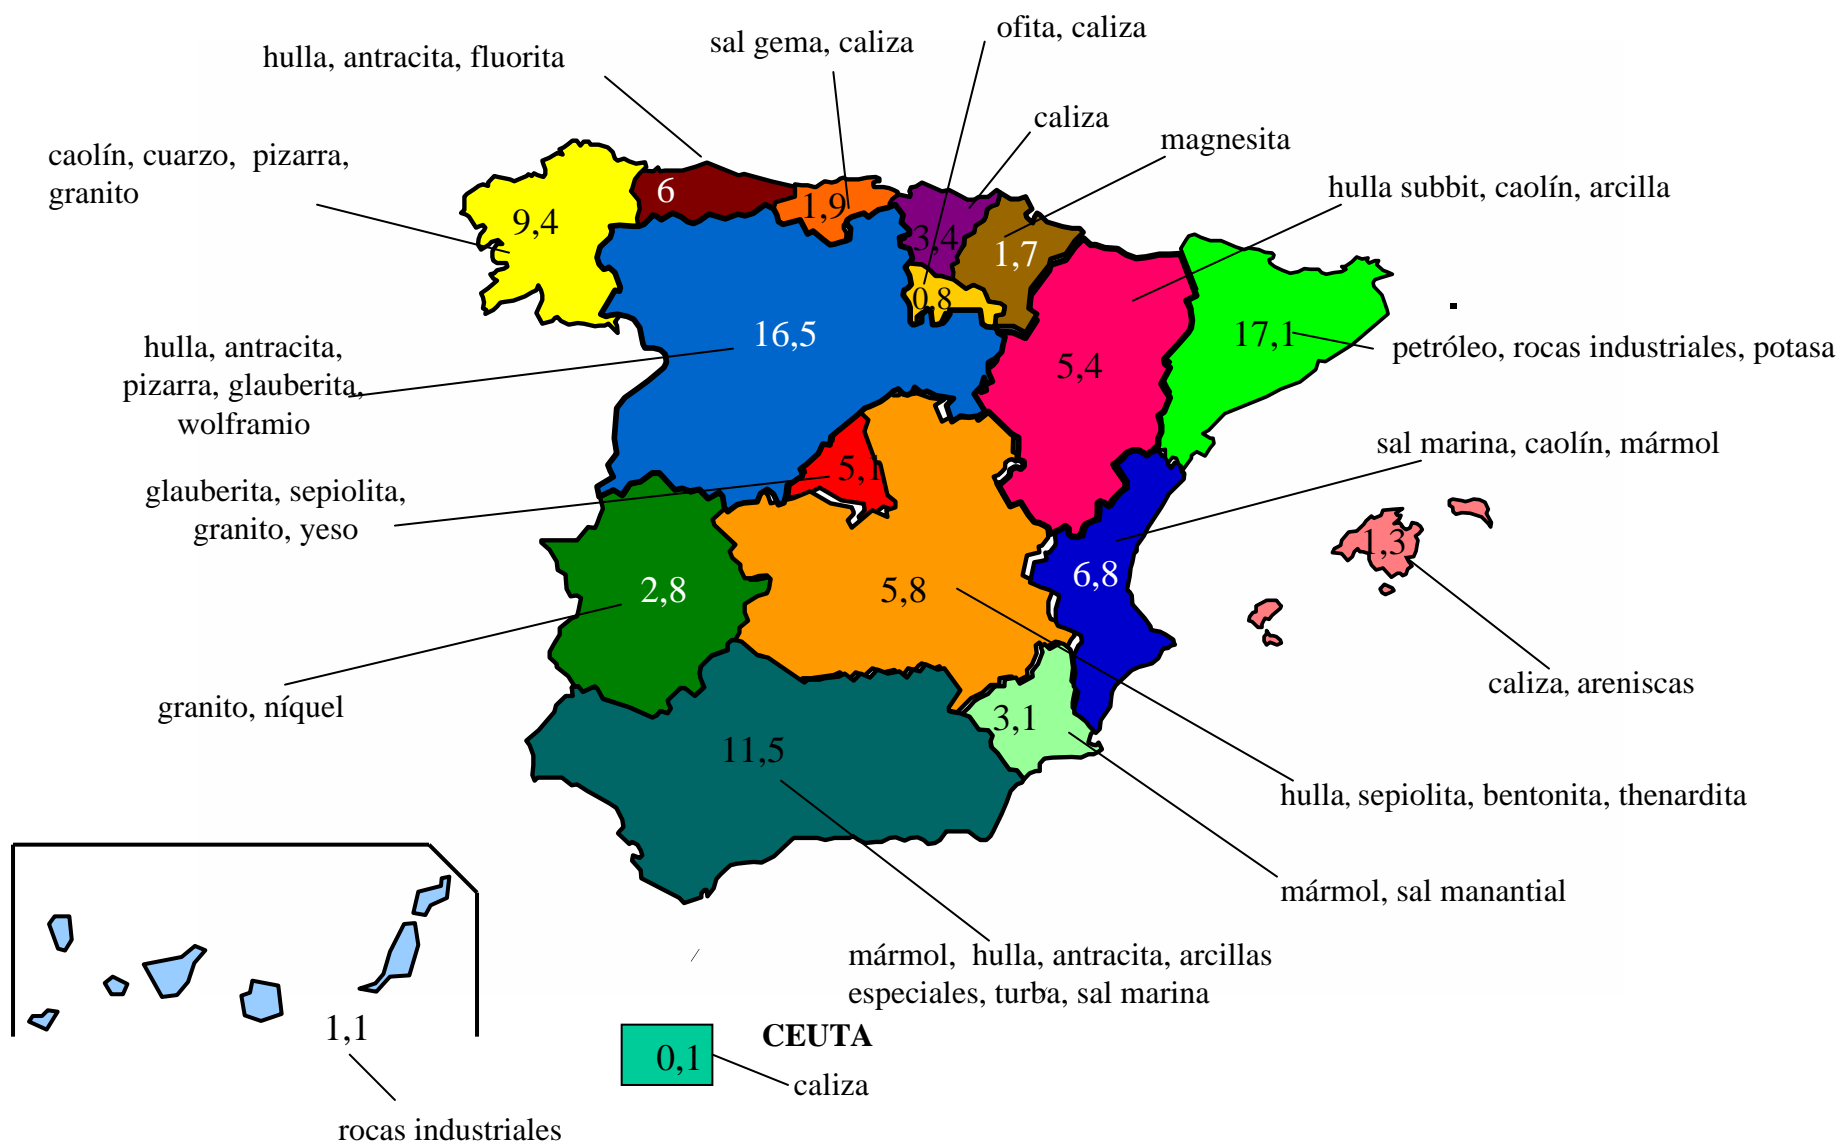 ofita, caliza
sal gema, caliza
hulla, antracita, fluorita
caliza
magnesita
caolín, cuarzo, pizarra,
granito
hulla subbit, caolín, arcilla
6
1,9
9,4
3,4
1,7
0,8
16,5
17,1
5,4
hulla, antracita,
pizarra, glauberita,
wolframio
petróleo, rocas industriales, potasa
sal marina, caolín, mármol
5,1
glauberita, sepiolita,
granito, yeso
1,3
2,8
5,8
6,8
granito, níquel
caliza, areniscas
3,1
11,5
hulla, sepiolita, bentonita, thenardita
mármol, sal manantial
mármol, hulla, antracita, arcillas
especiales, turba, sal marina
1,1
CEUTA
0,1
caliza
rocas industriales